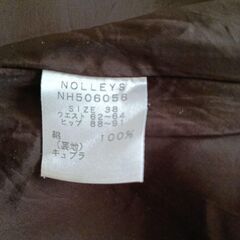 NOLLEYS
NH506056
SIZE 38
ウエスト 62-64
ヒップ 88-91
綿 100%
(裏地)
キュプラ